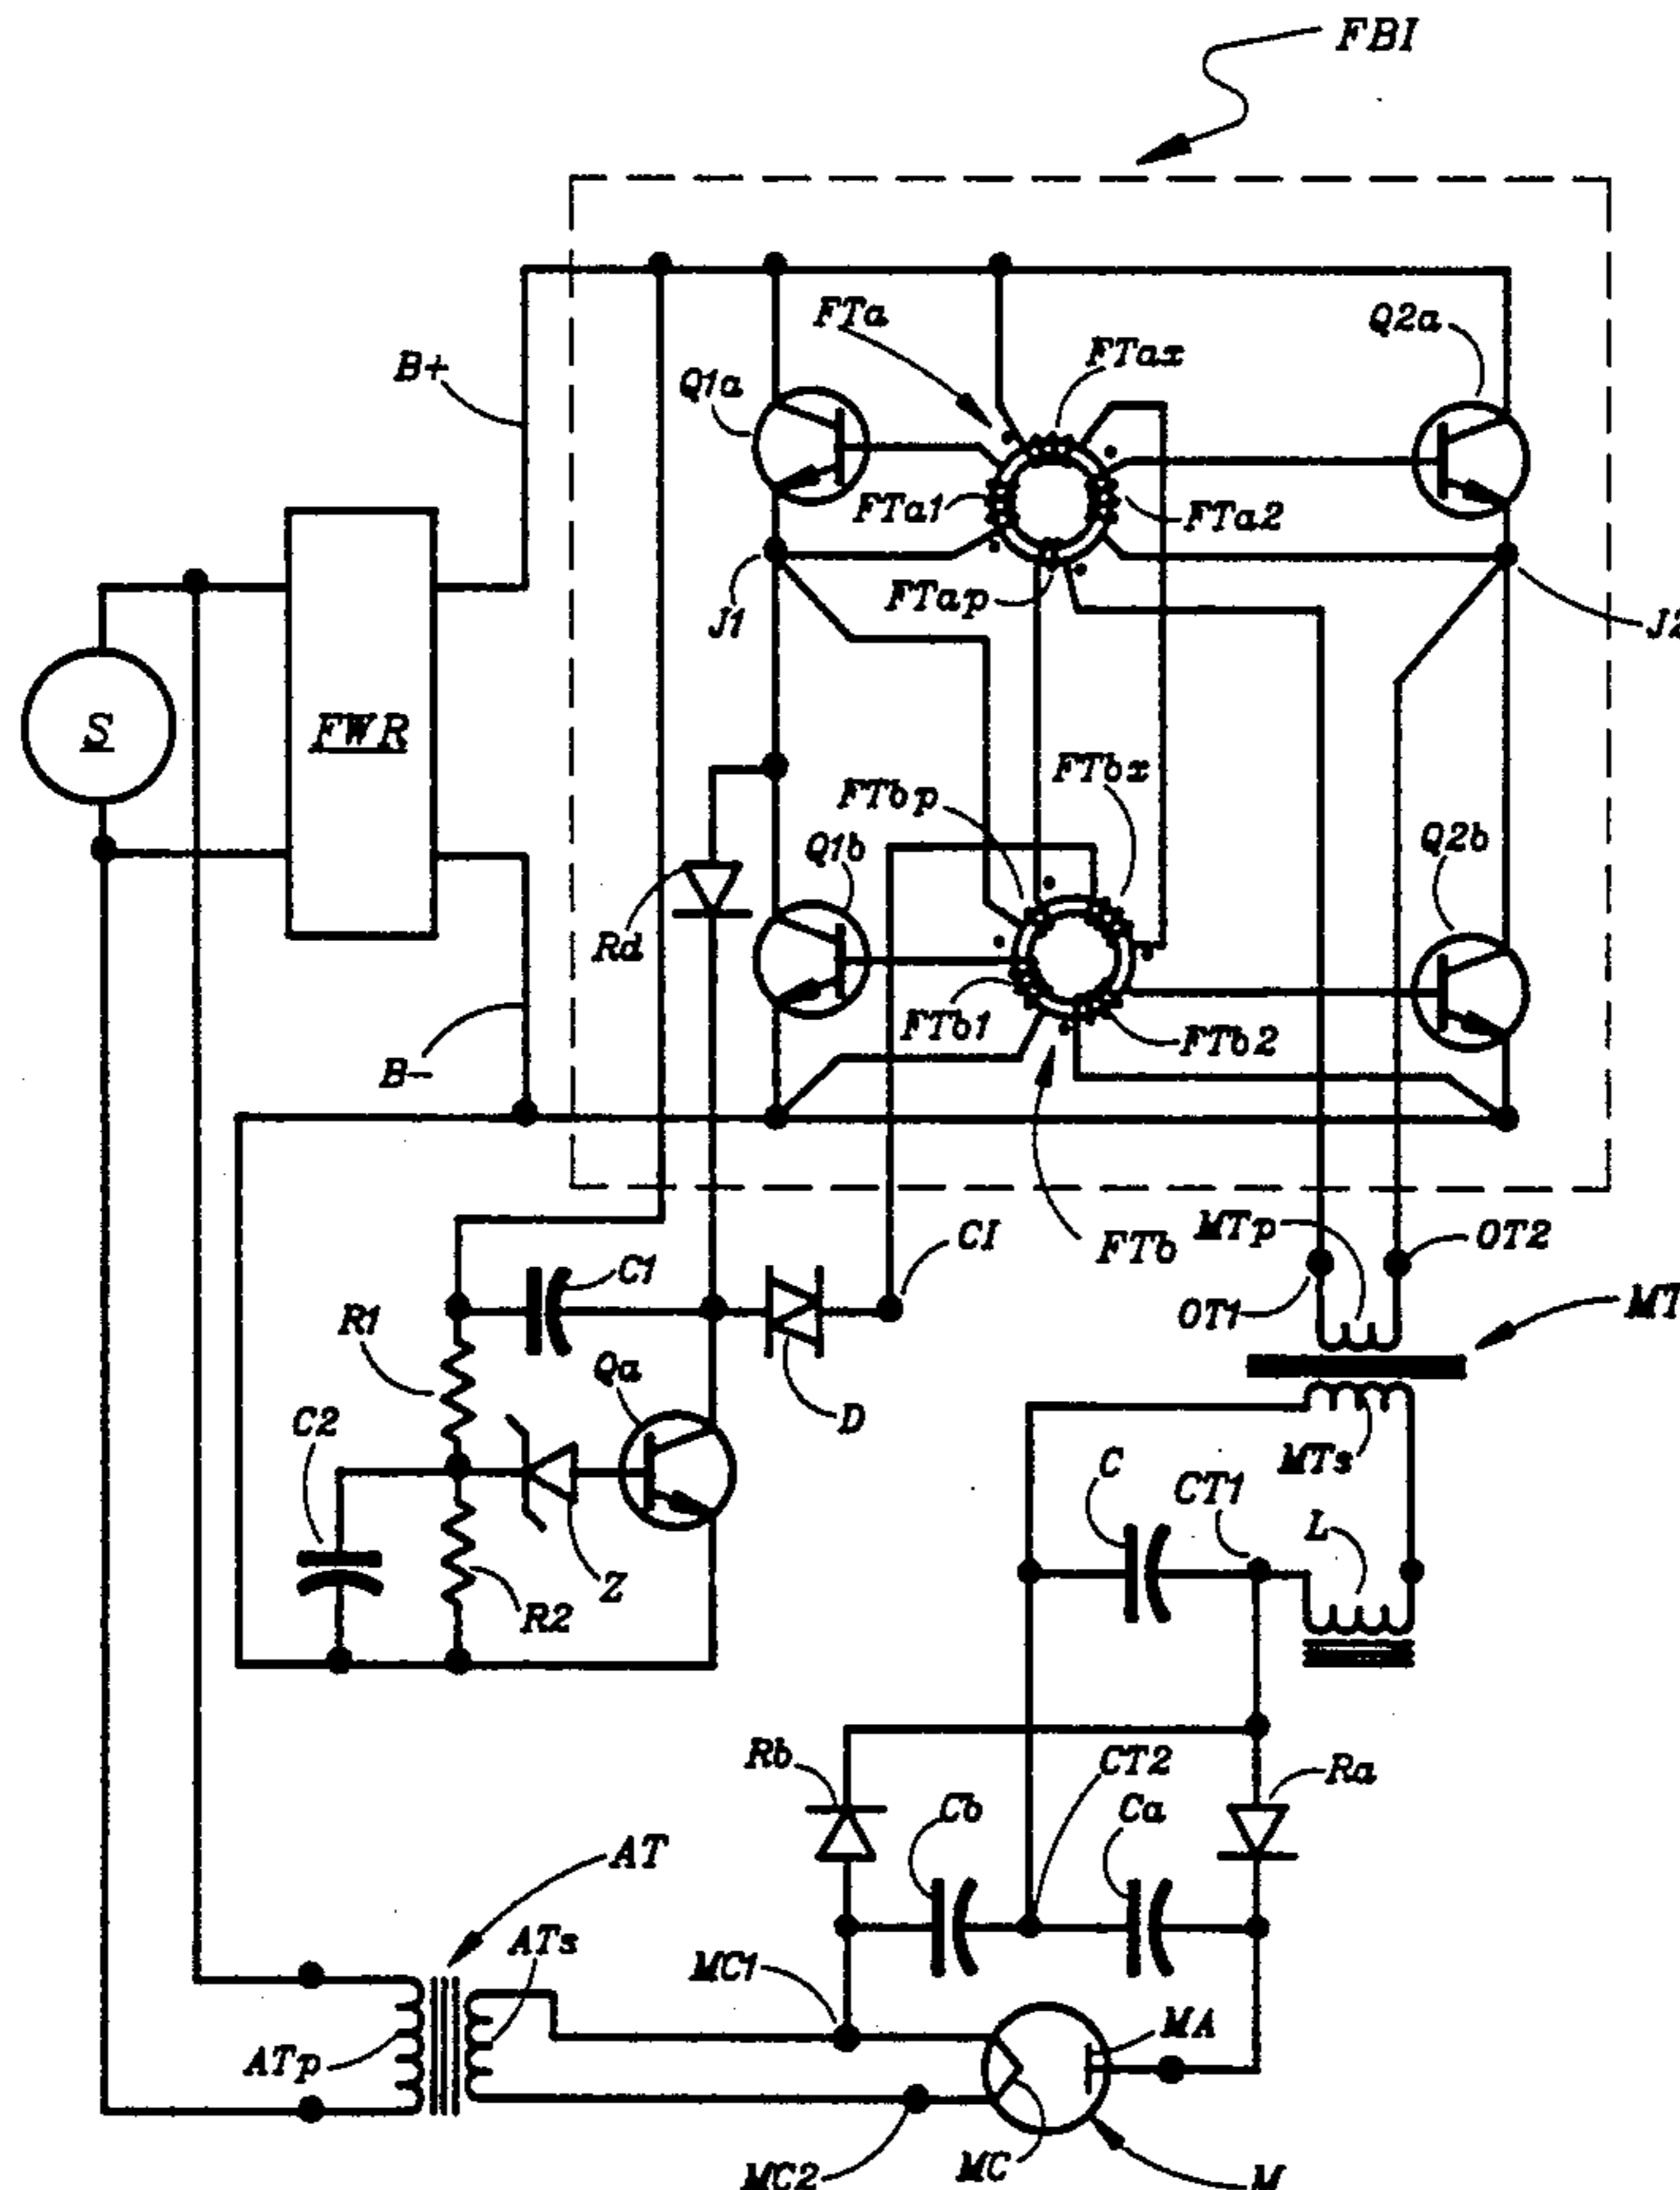 FBI
B+
FTa
FTax
Q2a
Q1a
FTa1
FTa2
FTap
J1
J2
S
FWR
FTbp
FTbx
Q1b
Q2b
Rd
FTb1
FTb2
B-
MTp
CI
FTb
OT2
C1
OT1
MT
R1
Qa
C2
D
MTs
C
CT1
L
Z
R2
Rb
CT2
Ra
Cb
Ca
AT
ATs
MC1
MA
ATp
MC2
MC
M